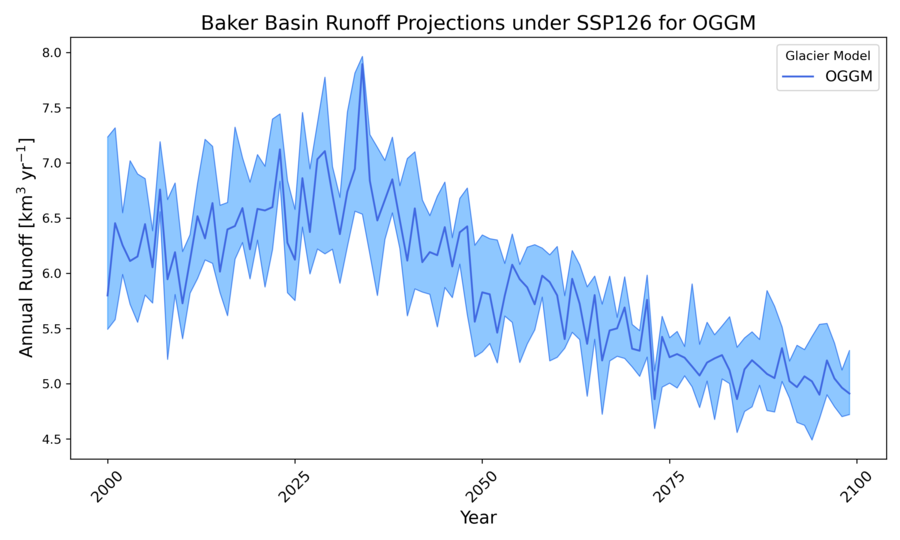 Baker Basin Runoff Projections under SSP126 for OGGM
Glacier Model
OGGM
Annual Runoff [km³ yr⁻¹]
8.0
7.5
7.0
6.5
6.0
5.5
5.0
4.5
2000
2025
2050
2075
2100
Year